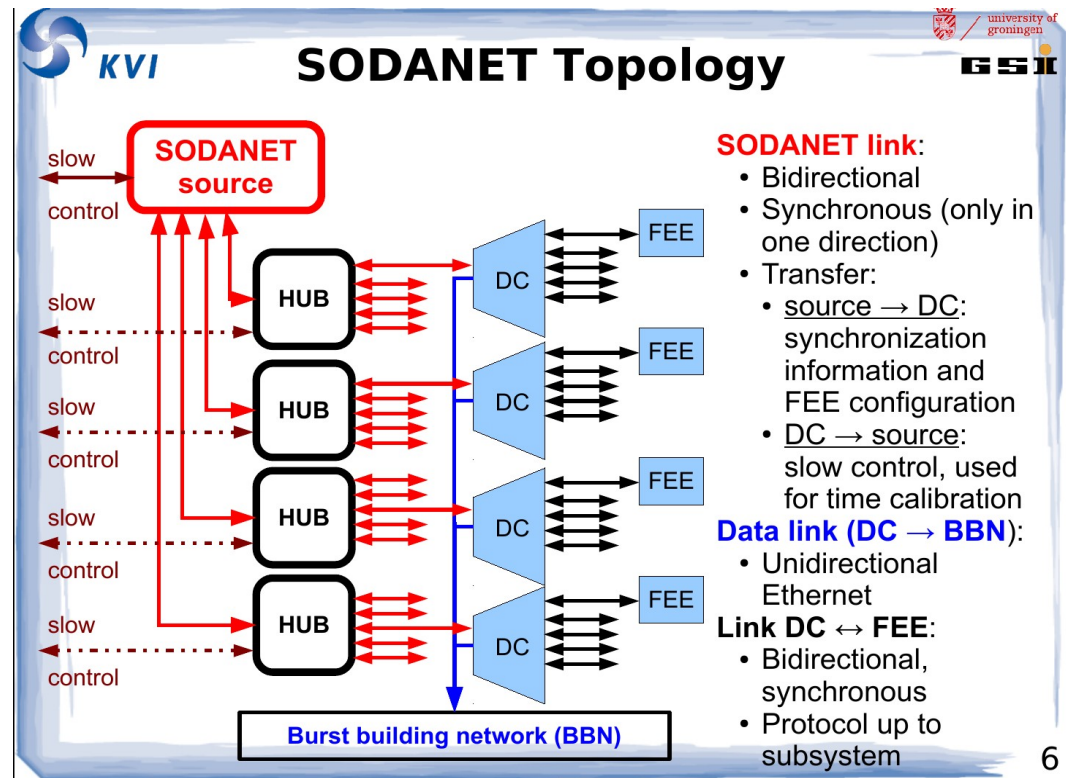 KVI
SODANET Topology
university of
groningen
GSI
slow
control
SODANET
source
slow
control
HUB
DC
FEE
slow
control
HUB
DC
FEE
slow
control
HUB
DC
FEE
slow
control
HUB
DC
FEE
Burst building network (BBN)
SODANET link:
• Bidirectional
• Synchronous (only in
one direction)
• Transfer:
• source → DC:
synchronization
information and
FEE configuration
• DC → source:
slow control, used
for time calibration
Data link (DC → BBN):
• Unidirectional
Ethernet
Link DC ↔ FEE:
• Bidirectional,
synchronous
• Protocol up to
subsystem
6